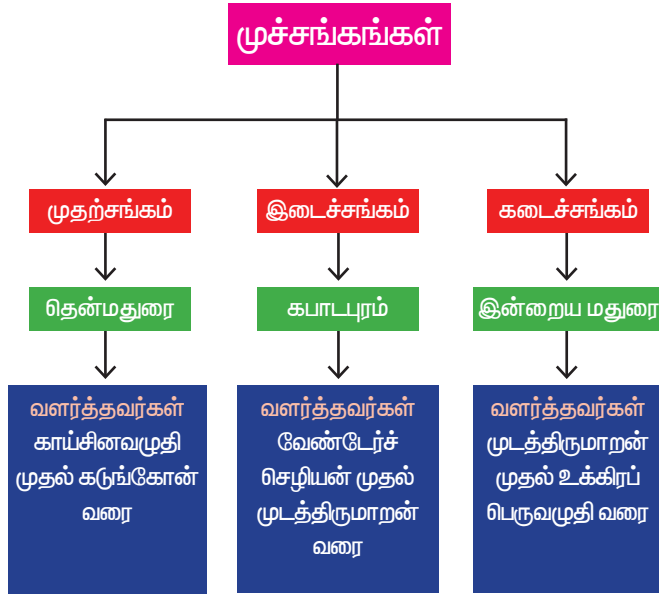 முச்சங்கங்கள்
முதற்சங்கம்
தென்மதுரை
வளர்த்தவர்கள்
காய்சினவழுதி
முதல் கடுங்கோன்
வரை
இடைச்சங்கம்
கபாடபுரம்
வளர்த்தவர்கள்
வேண்டேர்ச்
செழியன் முதல்
முடத்திருமாறன்
வரை
கடைச்சங்கம்
இன்றைய மதுரை
வளர்த்தவர்கள்
முடத்திருமாறன்
முதல் உக்கிரப்
பெருவழுதி வரை